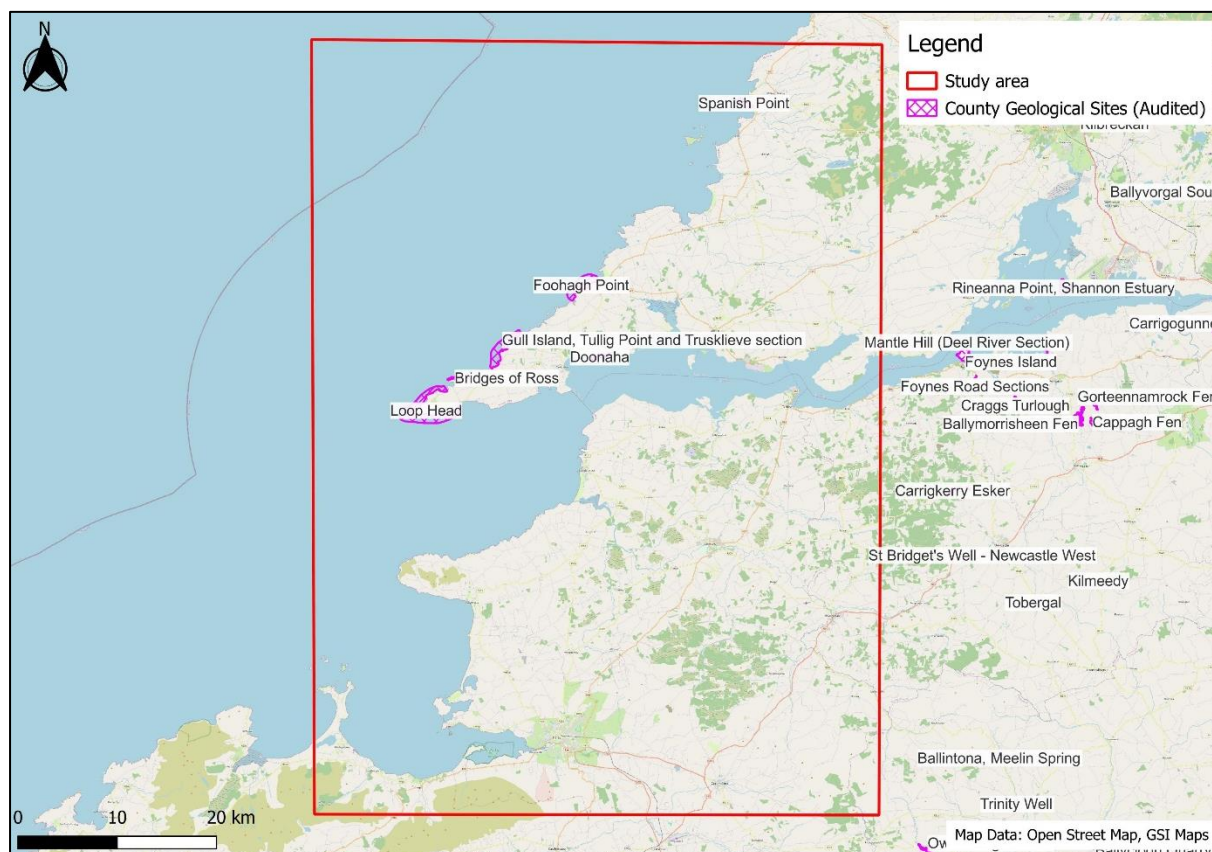 N
Legend
Study area
County Geological Sites (Audited)
Spanish Point
Kilbreckan
Ballyvorgal Sou
Foohagh Point
Rineanna Point, Shannon Estuary
Carrigogunne
Gull Island, Tullig Point and Trusklieve section
Mantle Hill (Deel River Section)
Doonaha
Foynes Island
Bridges of Ross
Foynes Road Sections
Gorteennamrock Fen
Loop Head
Craggs Turlough
Ballymorrisheen Fen
Cappagh Fen
Carrigkerry Esker
St Bridget's Well - Newcastle West
Kilmeedy
Tobergal
Ballintona, Meelin Spring
Trinity Well
0 10 20 km
Map Data: Open Street Map, GSI Maps